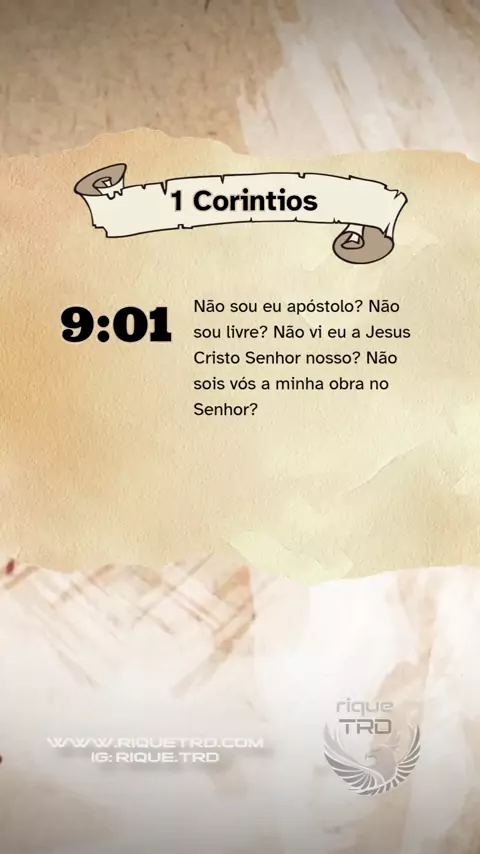 1 Corintios
9:01
Não sou eu apóstolo? Não
sou livre? Não vi eu a Jesus
Cristo Senhor nosso? Não
sois vós a minha obra no
Senhor?
rique
TRD
WWW.RIQUETRD.COM
IG: RIQUE.TRD